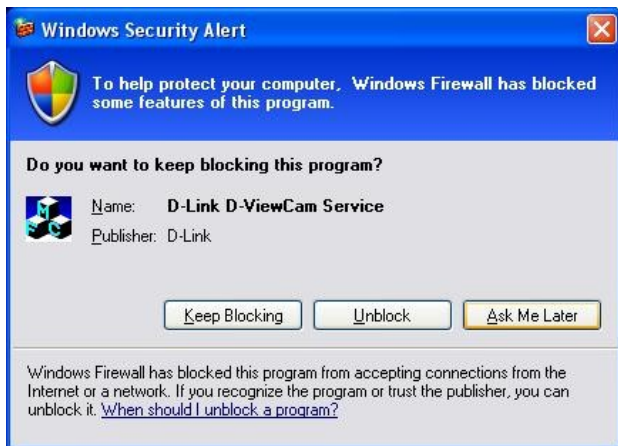 Windows Security Alert
To help protect your computer, Windows Firewall has blocked
some features of this program.
Do you want to keep blocking this program?
M
F C
Name: D-Link D-ViewCam Service
Publisher: D-Link
Keep Blocking Unblock Ask Me Later
Windows Firewall has blocked this program from accepting connections from the
Internet or a network. If you recognize the program or trust the publisher, you can
unblock it. When should I unblock a program?